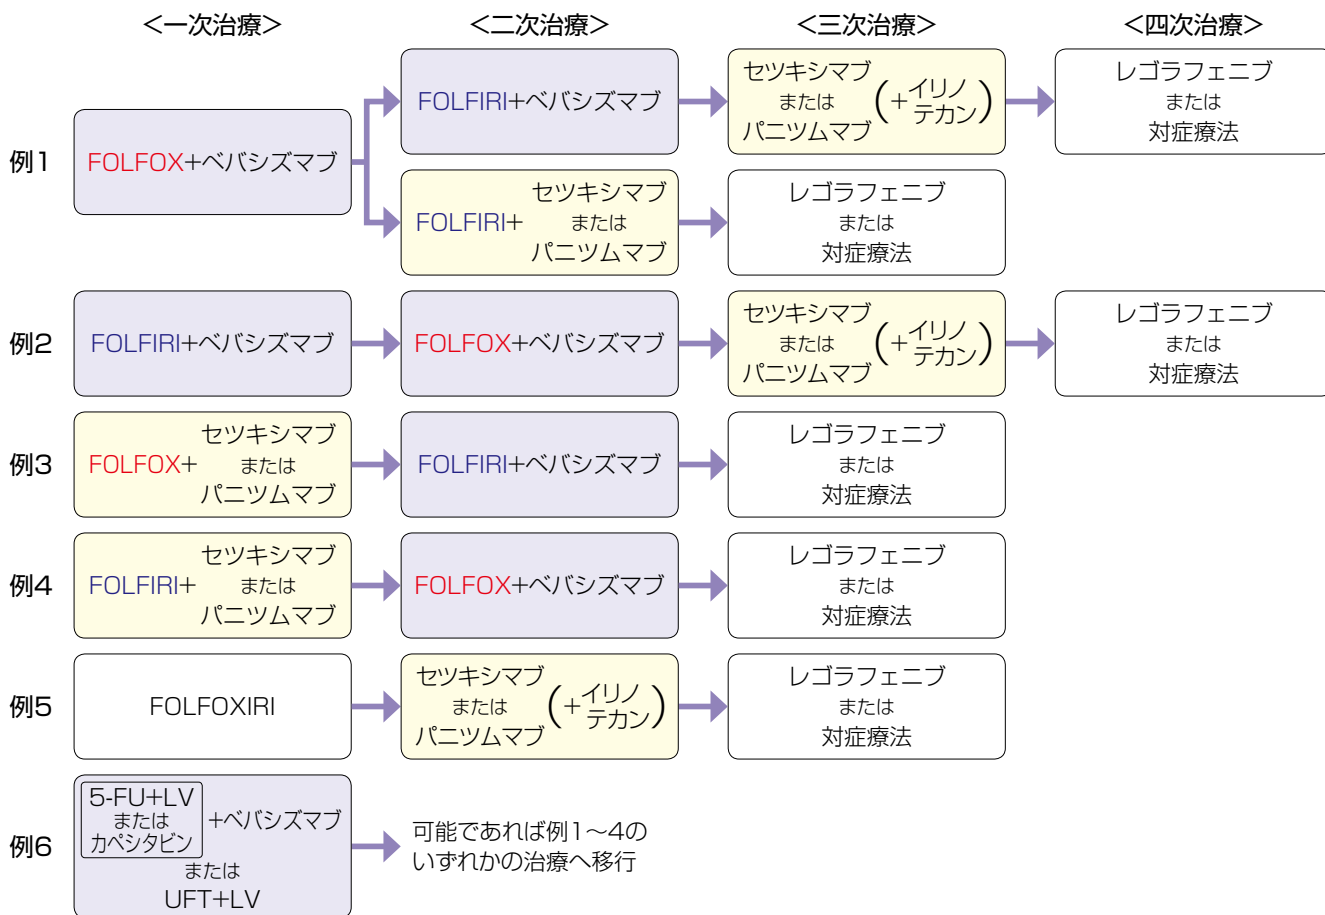 ＜一次治療＞
＜二次治療＞
＜三次治療＞
＜四次治療＞
例1
FOLFOX+ベバシズマブ
FOLFIRI+ベバシズマブ
セツキシマブ
または
パニツムマブ
(+イリノ
テカン)
レゴラフェニブ
または
対症療法
FOLFIRI+
セツキシマブ
または
パニツムマブ
レゴラフェニブ
または
対症療法
例2
FOLFIRI+ベバシズマブ
FOLFOX+ベバシズマブ
セツキシマブ
または
パニツムマブ
(+イリノ
テカン)
レゴラフェニブ
または
対症療法
例3
FOLFOX+
セツキシマブ
または
パニツムマブ
FOLFIRI+ベバシズマブ
レゴラフェニブ
または
対症療法
例4
FOLFIRI+
セツキシマブ
または
パニツムマブ
FOLFOX+ベバシズマブ
レゴラフェニブ
または
対症療法
例5
FOLFOXIRI
セツキシマブ
または
パニツムマブ
(+イリノ
テカン)
レゴラフェニブ
または
対症療法
例6
5-FU+LV
または
カペシタビン
+ベバシズマブ
または
UFT+LV
可能であれば例1〜4の
いずれかの治療へ移行